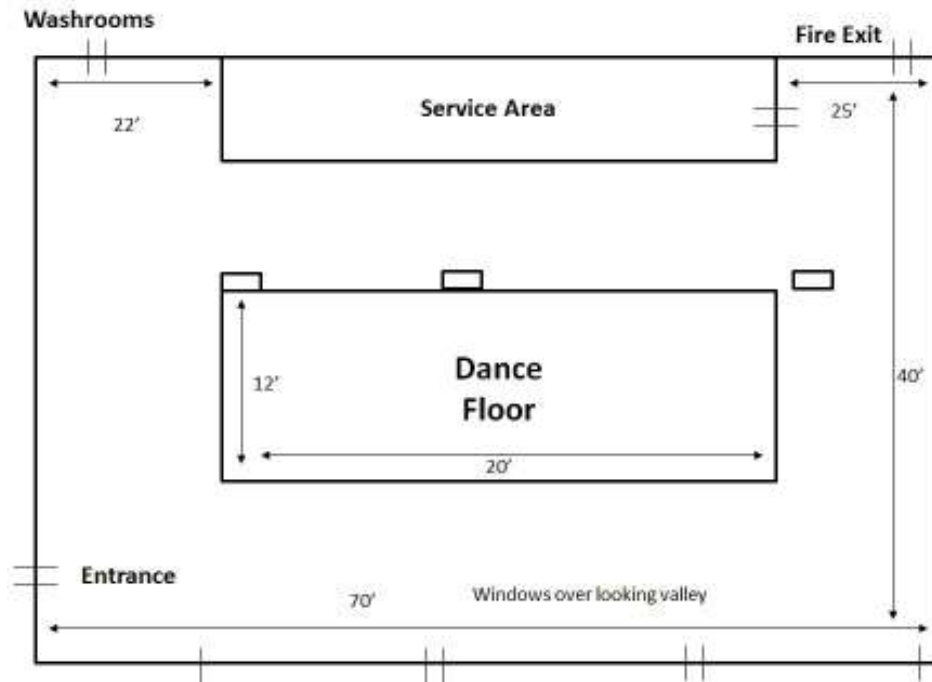 Washrooms
Fire Exit
Service Area
22’
25’
Dance
Floor
12’
40’
20’
Entrance
70’
Windows over looking valley